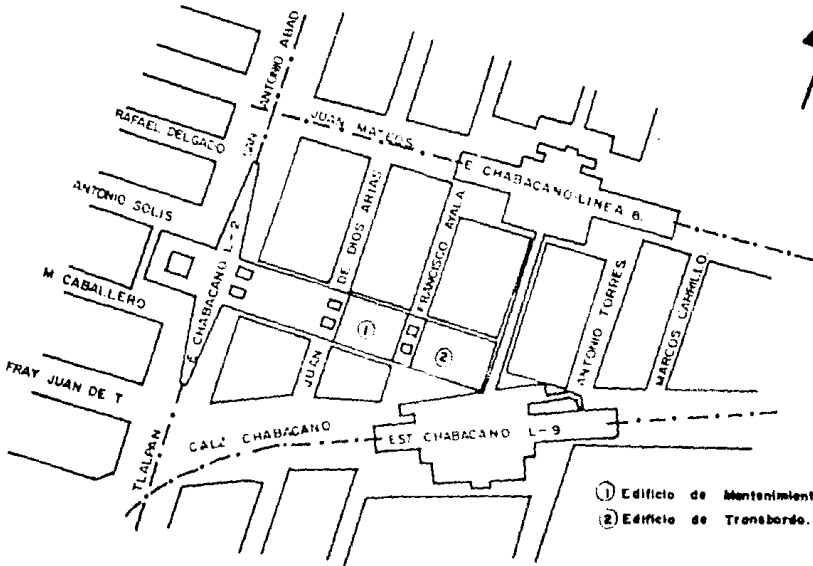 SAN ANTONIO ABAD
RAFAEL DELGADO
JUAN MATEOS
E. CHABACANO-LINEA 8.
ANTONIO SOLIS
E. CHABACANO L-2
JUAN DE DIOS ARIAS
FRANCISCO AYALA
ANTONIO TORRES
MARCOS CARRILLO
M CABALLERO
FRAY JUAN DE T
①
②
TLALPAN
CALZ CHABACANO
EST CHABACANO L-9
① Edificio de Mantenimient
② Edificio de Transbordo.